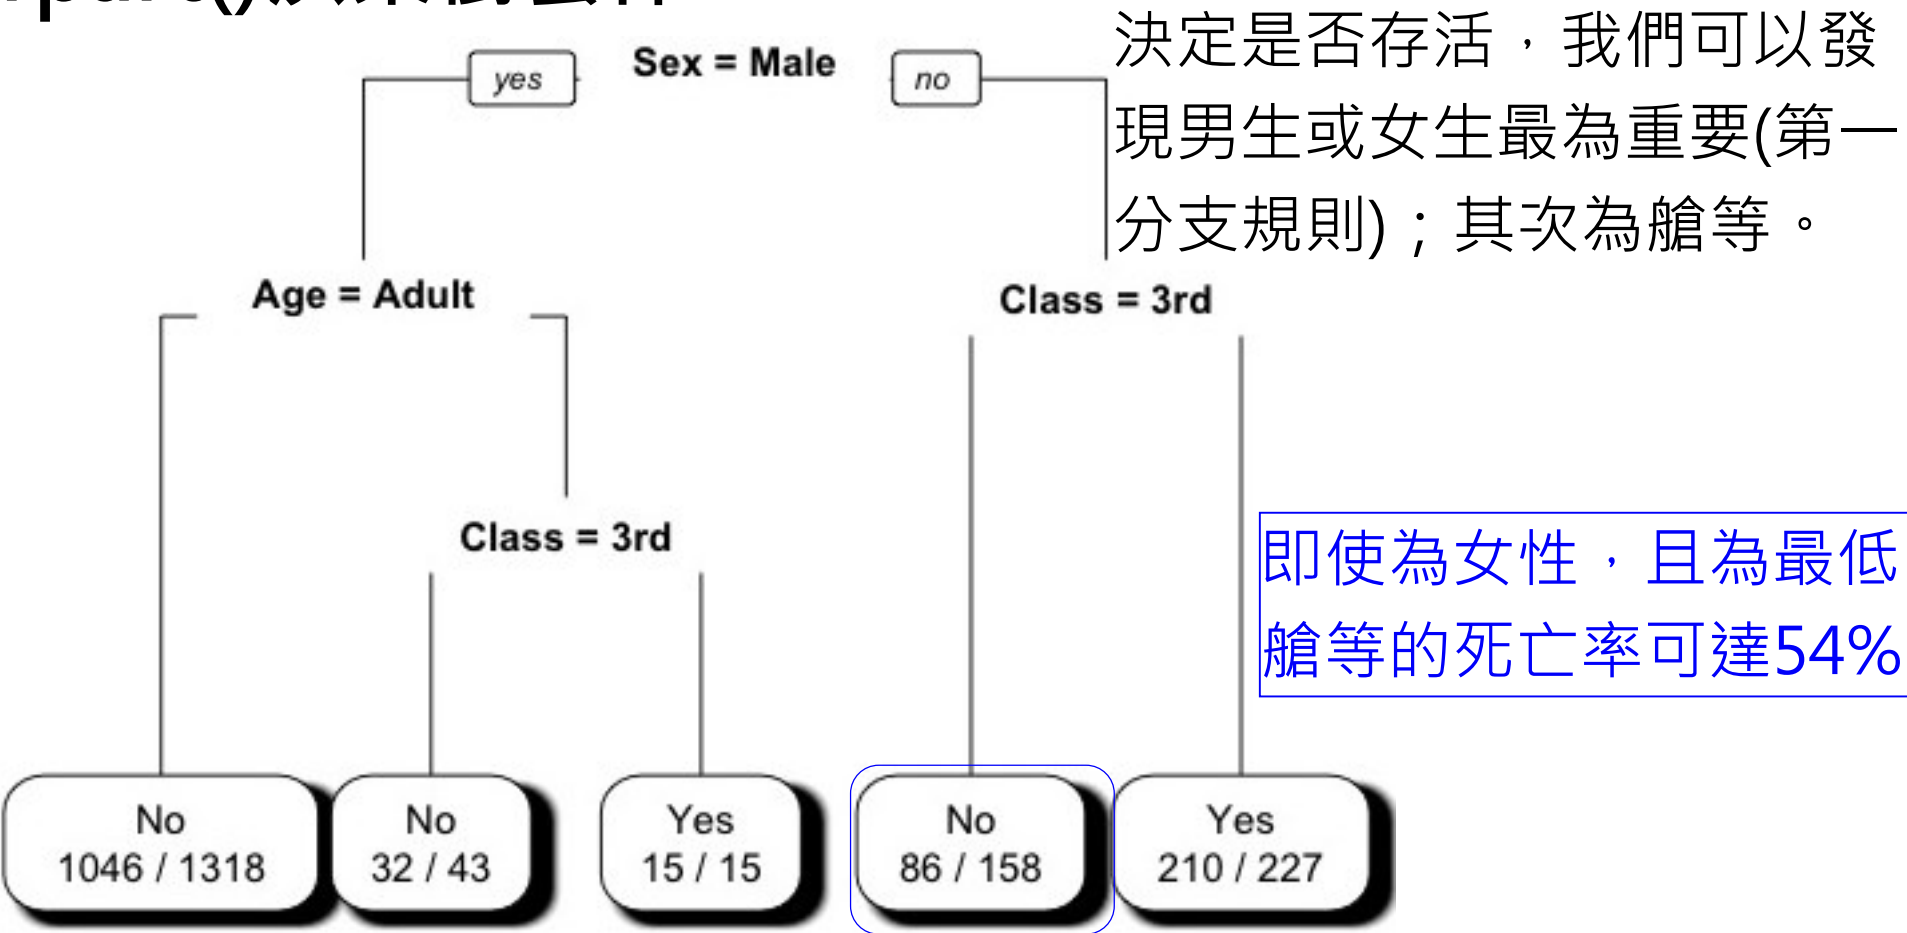 決定是否存活，我們可以發
現男生或女生最為重要(第一
分支規則)；其次為艙等。
Sex = Male
yes
no
Age = Adult
Class = 3rd
Class = 3rd
即使為女性，且為最低
艙等的死亡率可達54%
No
1046 / 1318
No
32 / 43
Yes
15 / 15
No
86 / 158
Yes
210 / 227